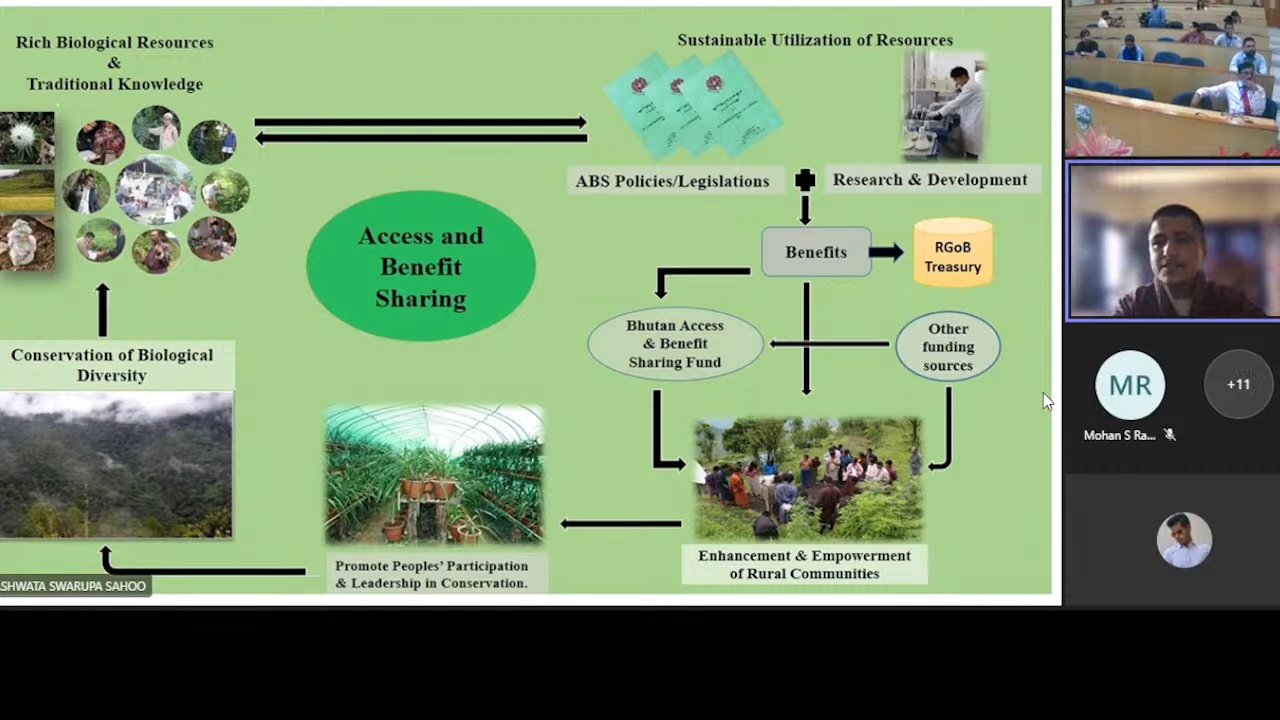 Rich Biological Resources
&
Traditional Knowledge
Sustainable Utilization of Resources
ABS Policies/Legislations
Research & Development
Access and
Benefit
Sharing
Benefits
RGoB
Treasury
Bhutan Access
& Benefit
Sharing Fund
Other
funding
sources
Conservation of Biological
Diversity
Enhancement & Empowerment
of Rural Communities
Promote Peoples’ Participation
& Leadership in Conservation.
SHWATA SWARUPA SAHOO
MR
+11
Mohan S Ra...